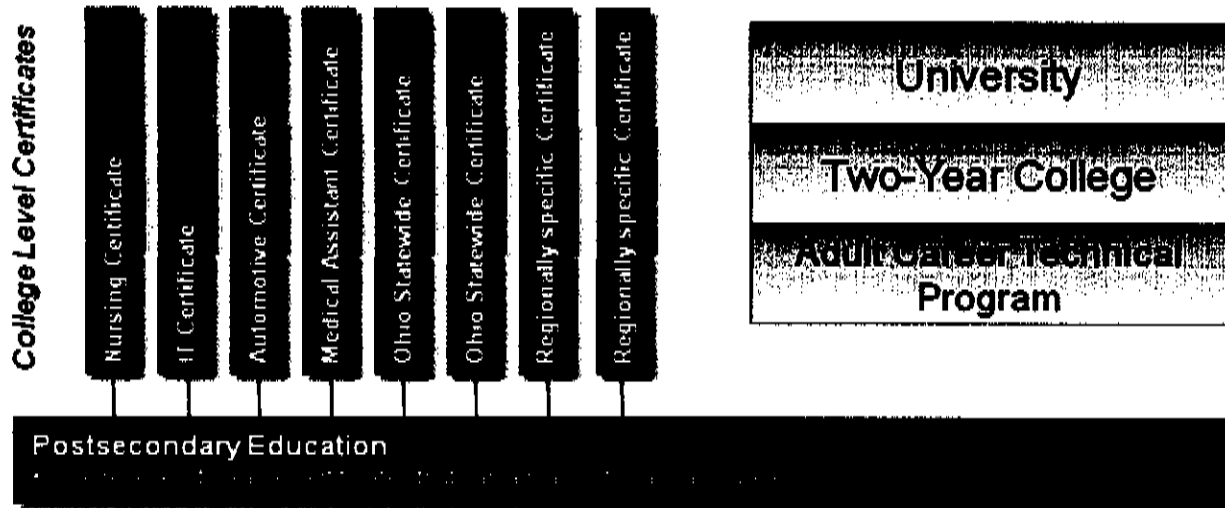 College Level Certificates
Nursing Certificate
IT Certificate
Automotive Certificate
Medical Assistant Certificate
Ohio Statewide Certificate
Ohio Statewide Certificate
Regionally specific Certificate
Regionally specific Certificate
University
Two-Year College
Adult Career Technical
Program
Postsecondary Education